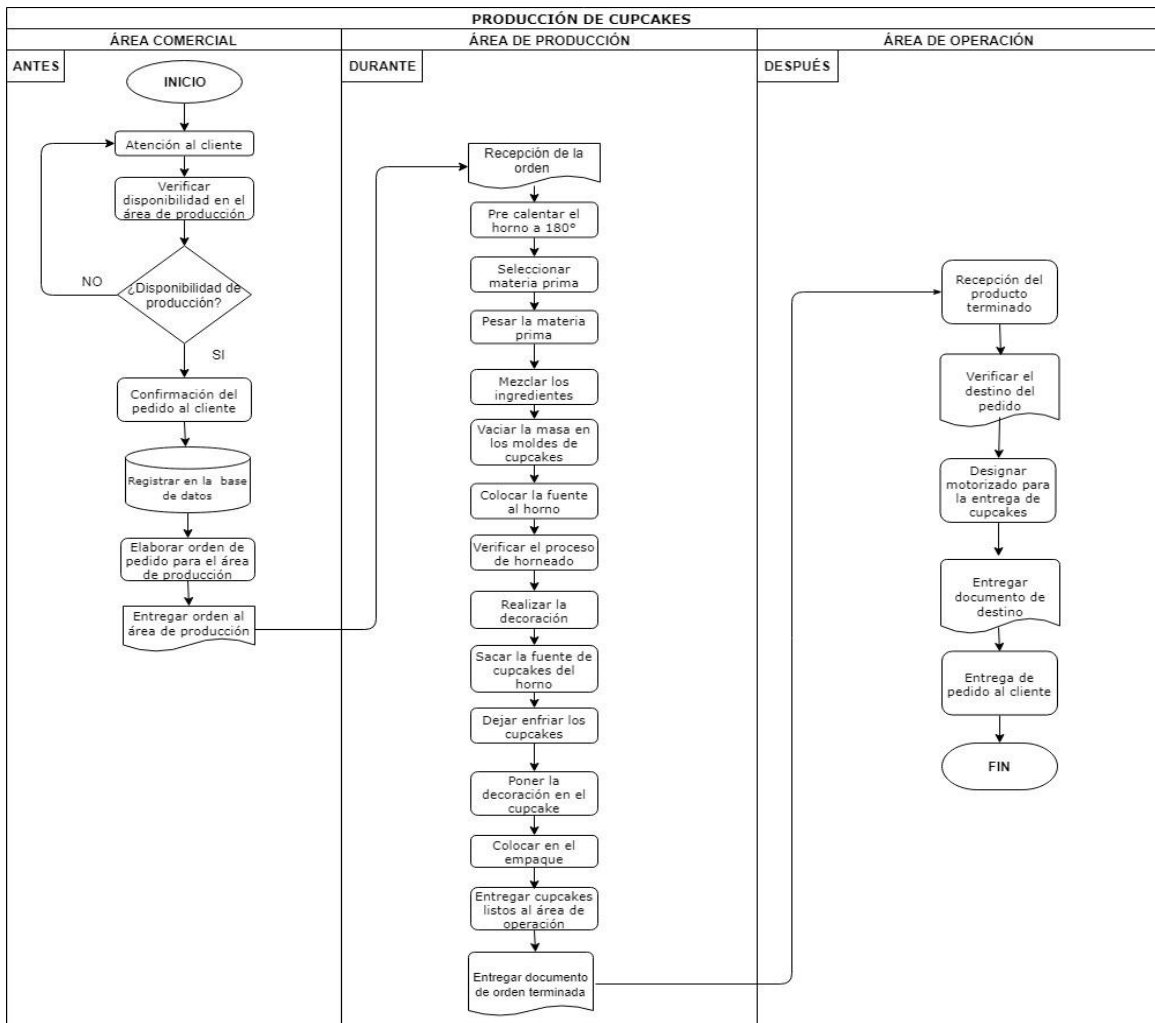 PRODUCCIÓN DE CUPCAKES
ÁREA COMERCIAL
ÁREA DE PRODUCCIÓN
ÁREA DE OPERACIÓN
ANTES
INICIO
Atención al cliente
Verificar
disponibilidad en el
área de producción
¿Disponibilidad de
producción?
NO
SI
Confirmación del
pedido al cliente
Registrar en la base
de datos
Elaborar orden de
pedido para el área
de producción
Entregar orden al
área de producción
DURANTE
Recepción de la
orden
Pre calentar el
horno a 180°
Seleccionar
materia prima
Pesar la materia
prima
Mezclar los
ingredientes
Vaciar la masa en
los moldes de
cupcakes
Colocar la fuente
al horno
Verificar el proceso
de horneado
Realizar la
decoración
Sacar la fuente de
cupcakes del
horno
Dejar enfriar los
cupcakes
Poner la
decoración en el
cupcake
Colocar en el
empaque
Entregar cupcakes
listos al área de
operación
Entregar documento
de orden terminada
DESPUÉS
Recepción del
producto
terminado
Verificar el
destino del
pedido
Designar
motorizado para
la entrega de
cupcakes
Entregar
documento de
destino
Entrega de
pedido al cliente
FIN